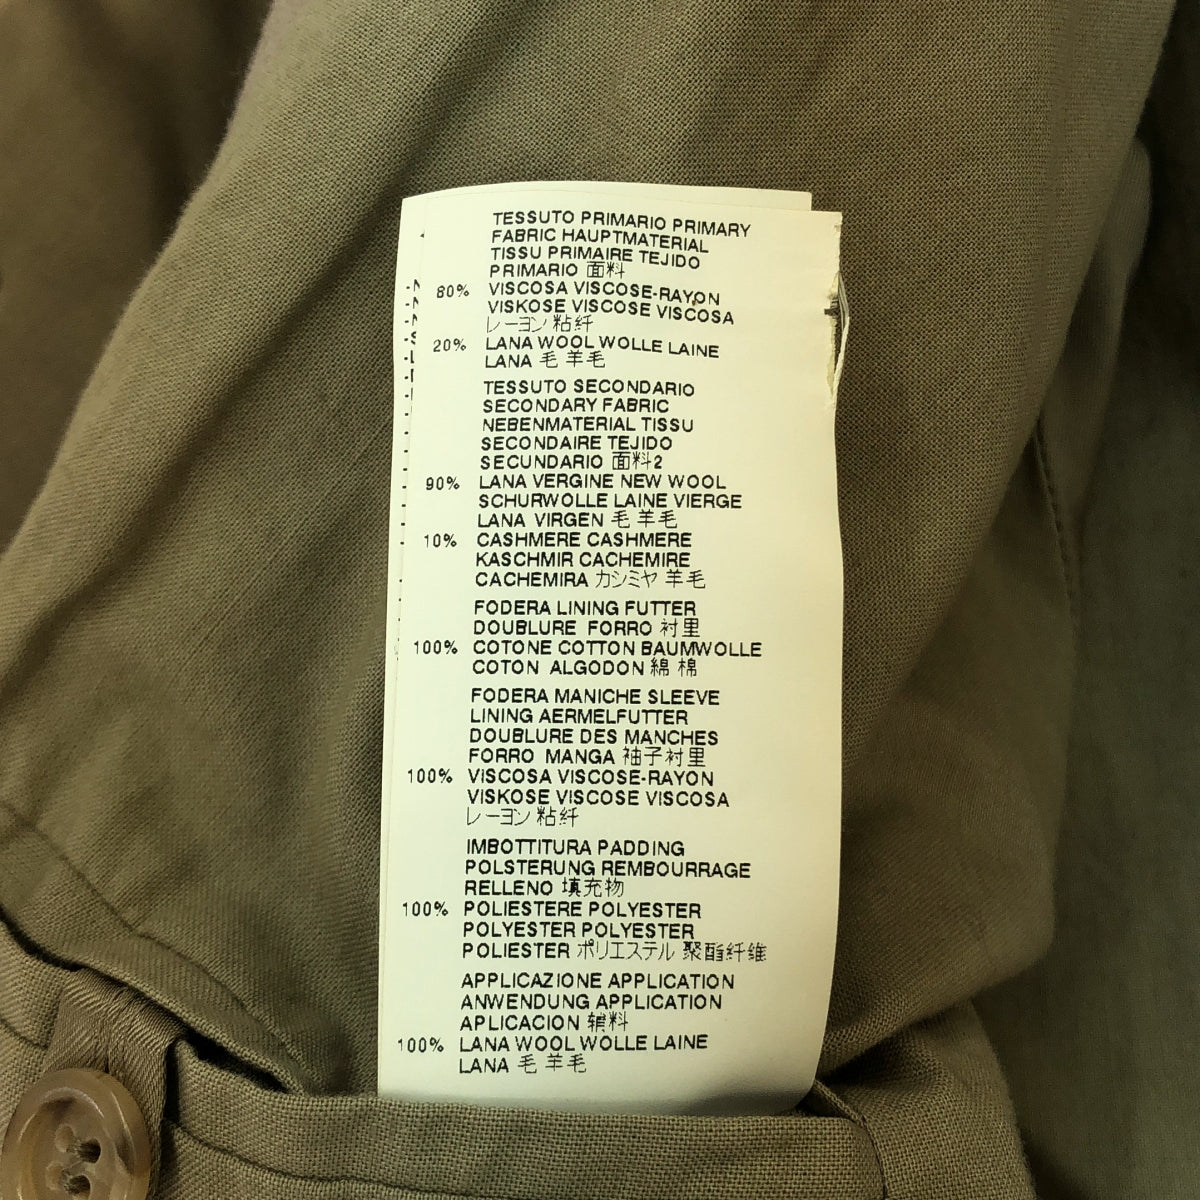 TESSUTO PRIMARIO PRIMARY
FABRIC HAUPTMATERIAL
TISSU PRIMAIRE TEJIDO
PRIMARIO 面料
80% VISCOSA VISCOSE-RAYON
VISKOSE VISCOSE VISCOSA
レーヨン 粘纤
20% LANA WOOL WOLLE LAINE
LANA 毛 羊毛
TESSUTO SECONDARIO
SECONDARY FABRIC
NEBENMATERIAL TISSU
SECONDAIRE TEJIDO
SECUNDARIO 面料2
90% LANA VERGINE NEW WOOL
SCHURWOLLE LAINE VIERGE
LANA VIRGEN 毛 羊毛
10% CASHMERE CASHMERE
KASCHMIR CACHEMIRE
CACHEMIRA カシミヤ 羊毛
FODERA LINING FUTTER
DOUBLURE FORRO 衬里
100% COTONE COTTON BAUMWOLLE
COTON ALGODON 綿 棉
FODERA MANICHE SLEEVE
LINING AERMELFUTTER
DOUBLURE DES MANCHES
FORRO MANGA 袖子衬里
100% VISCOSA VISCOSE-RAYON
VISKOSE VISCOSE VISCOSA
レーヨン 粘纤
IMBOTTITURA PADDING
POLSTERUNG REMBOURRAGE
RELLENO 填充物
100% POLIESTERE POLYESTER
POLYESTER POLYESTER
POLIESTER ポリエステル 聚酯纤维
APPLICAZIONE APPLICATION
ANWENDUNG APPLICATION
APLICACION 辅料
100% LANA WOOL WOLLE LAINE
LANA 毛 羊毛